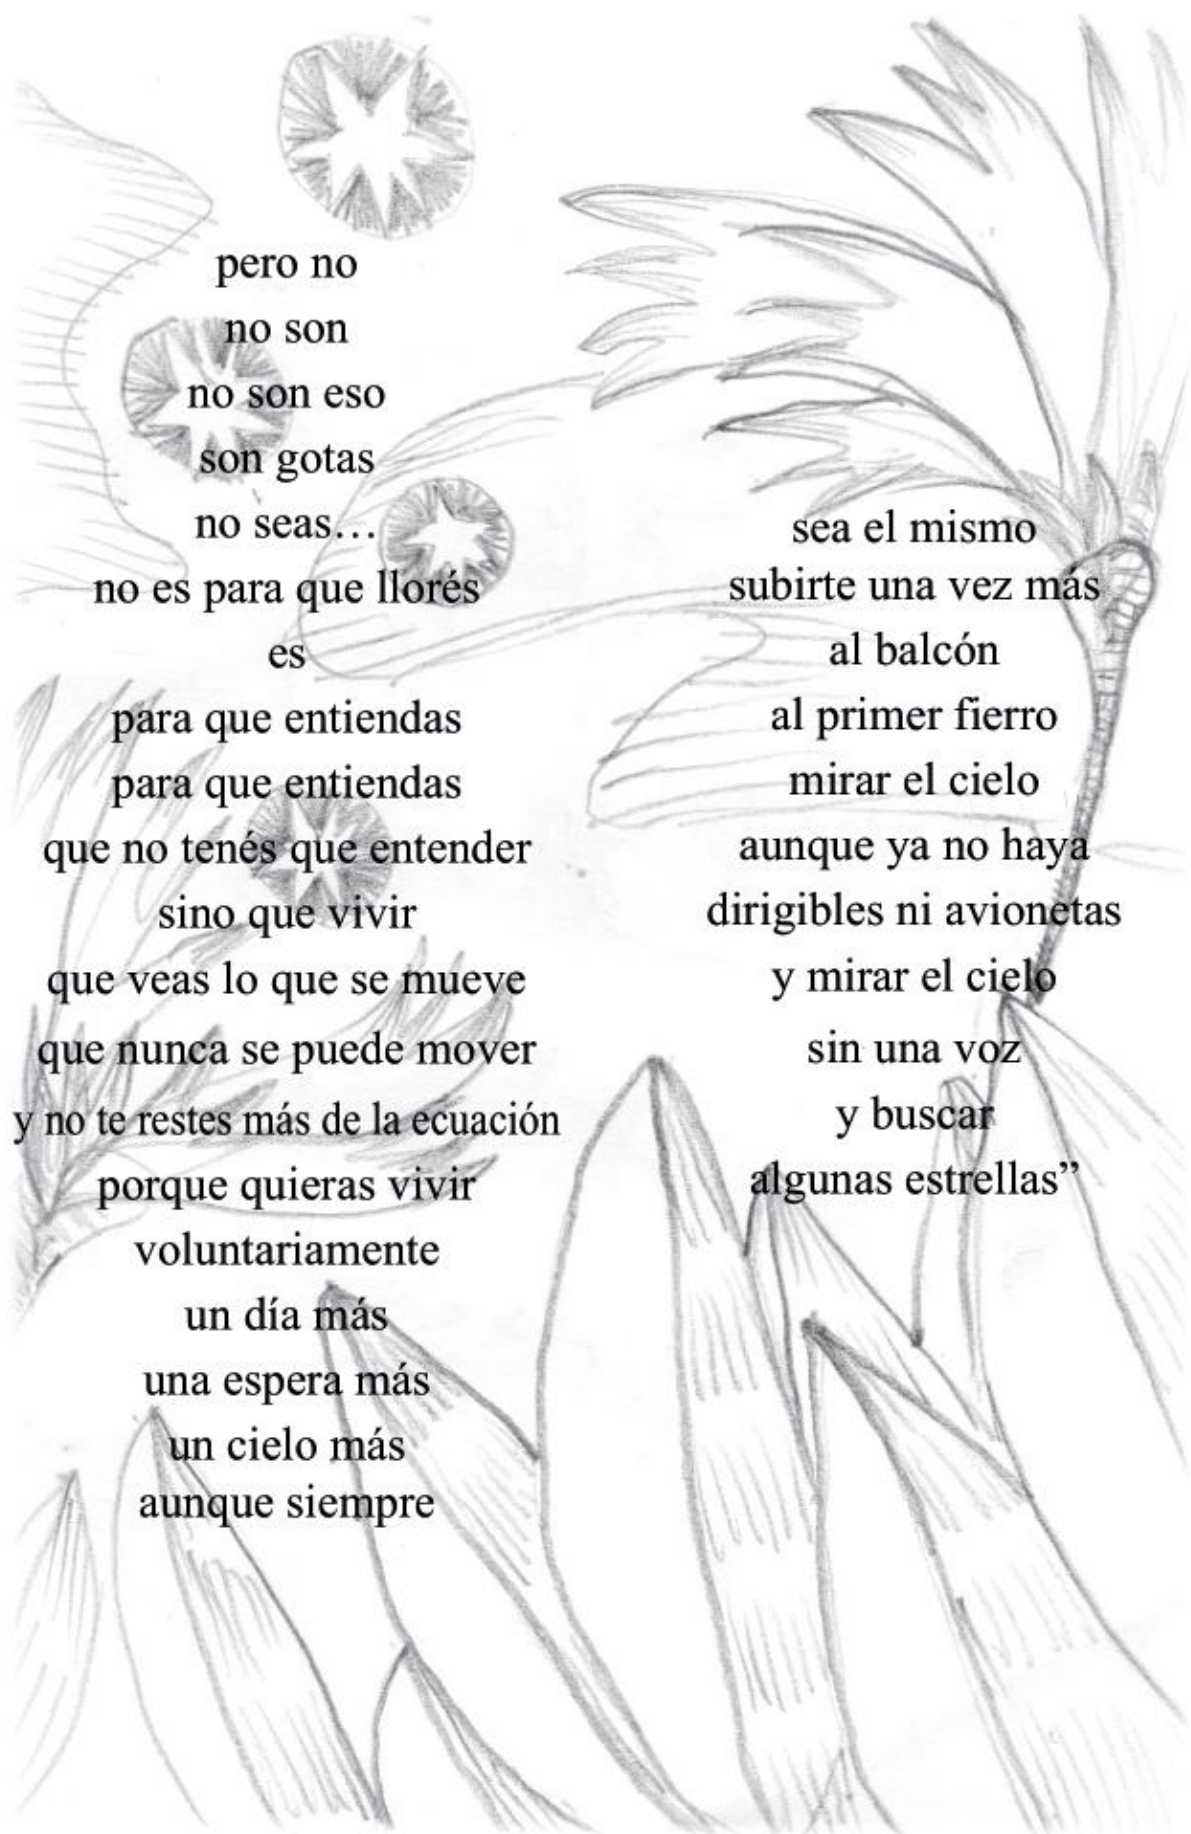 pero no
no son
no son eso
son gotas
no seas…
no es para que llorés
es
para que entiendas
para que entiendas
que no tenés que entender
sino que vivir
que veas lo que se mueve
que nunca se puede mover
y no te restes más de la ecuación
porque quieras vivir
voluntariamente
un día más
una espera más
un cielo más
aunque siempre
sea el mismo
subirte una vez más
al balcón
al primer fierro
mirar el cielo
aunque ya no haya
dirigibles ni avionetas
y mirar el cielo
sin una voz
y buscar
algunas estrellas”